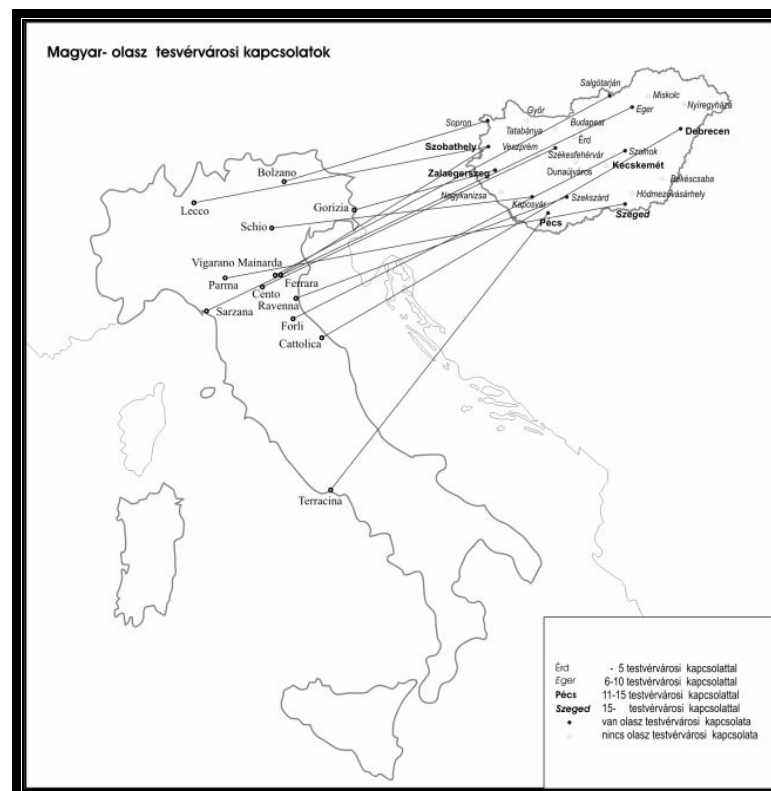 Magyar- olasz tesvérvárosi kapcsolatok
Salgótarján
Miskolc
Nyíregyháza
Eger
Győr
Sopron
Tatabánya
Budapest
Debrecen
Szobathely
Veszprém
Érd
Székesfehérvár
Szolnok
Zalaegerszeg
Dunaújváros
Kecskemét
Békéscsaba
Nagykanizsa
Kaposvár
Szekszárd
Hódmezővásárhely
Szeged
Pécs
Bolzano
Lecco
Gorizia
Schio
Vigarano Mainarda
Parma
Ferrara
Cento
Ravenna
Sarzana
Forli
Cattolica
Terracina
Érd - 5 testvérvárosi kapcsolattal
Eger 6-10 testvérvárosi kapcsolattal
Pécs 11-15 testvérvárosi kapcsolattal
Szeged 15- testvérvárosi kapcsolattal
van olasz testvérvárosi kapcsolata
nincs olasz testvérvárosi kapcsolata